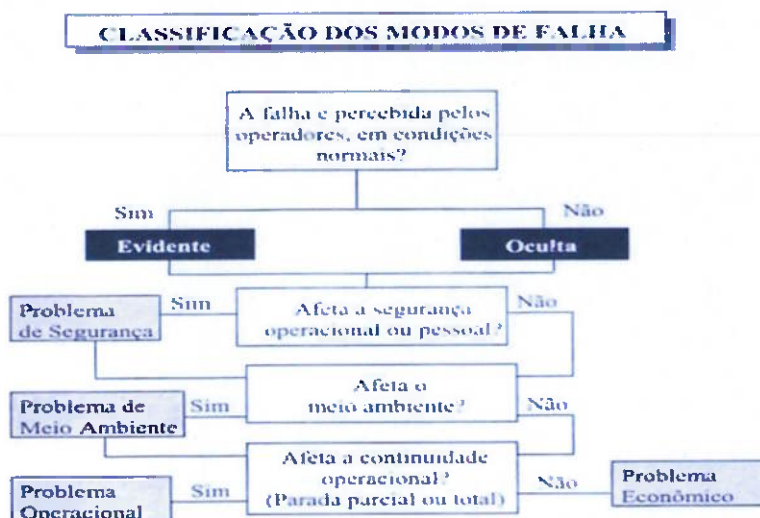 CLASSIFICAÇÃO DOS MODOS DE FALHA
A falha e percebida pelos
operadores, em condições
normais?
Sim
Não
Evidente
Oculta
Problema
de Segurança
Sim
Afeta a segurança
operacional ou pessoal?
Não
Problema de
Meio Ambiente
Sim
Afeta o
meio ambiente?
Não
Problema
Operacional
Sim
Afeta a continuidade
operacional?
(Parada parcial ou total)
Não
Problema
Econômico